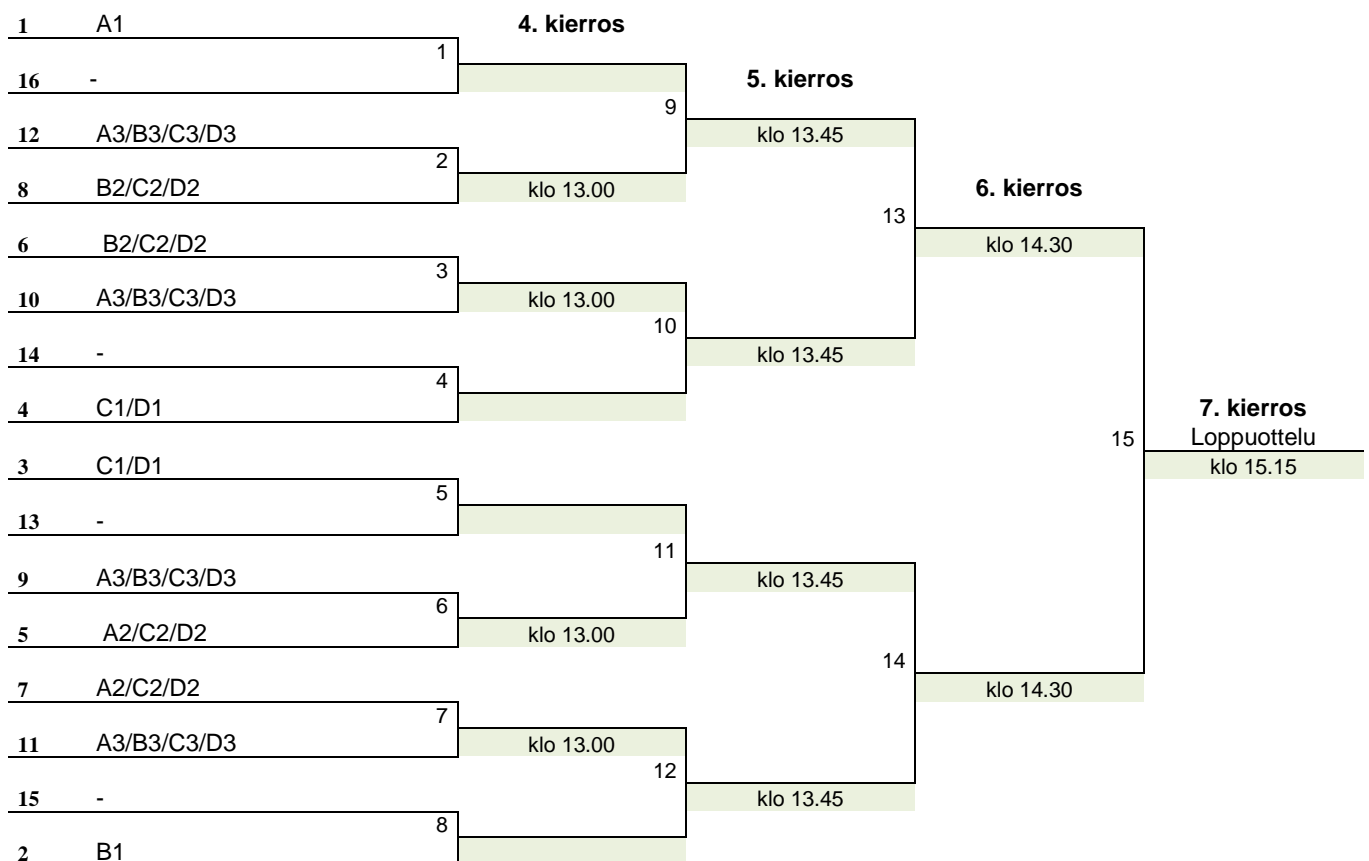 1 A1 4. kierros
1
16 - 5. kierros
9
12 A3/B3/C3/D3 klo 13.45
2
8 B2/C2/D2 klo 13.00 6. kierros
13
6 B2/C2/D2 klo 14.30
3
10 A3/B3/C3/D3 klo 13.00
10
14 - klo 13.45
4
4 C1/D1 7. kierros
15 Loppuottelu
3 C1/D1 klo 15.15
5
13 -
11
9 A3/B3/C3/D3 klo 13.45
6
5 A2/C2/D2 klo 13.00
14
7 A2/C2/D2 klo 14.30
7
11 A3/B3/C3/D3 klo 13.00
12
15 - klo 13.45
8
2 B1